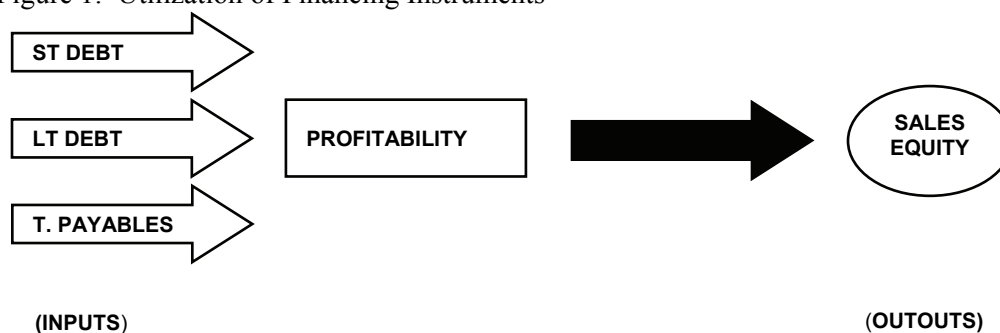 Figure 1. Utilization of Financing Instruments
ST DEBT
LT DEBT
T. PAYABLES
PROFITABILITY
SALES
EQUITY
(INPUTS)
(OUTOUTS)